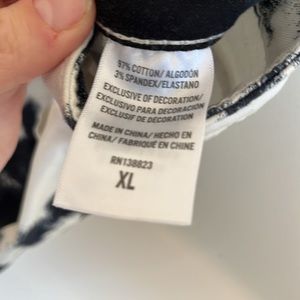 97% COTTON/ ALGODÓN
3% SPANDEX/ELASTANO
EXCLUSIVE OF DECORATION/
EXCLUSIVO PARA DECORACIÓN
EXCLUSIF DE DÉCORATION
MADE IN CHINA/ HECHO EN
CHINA/ FABRIQUÉ EN CHINE
RN138823
XL